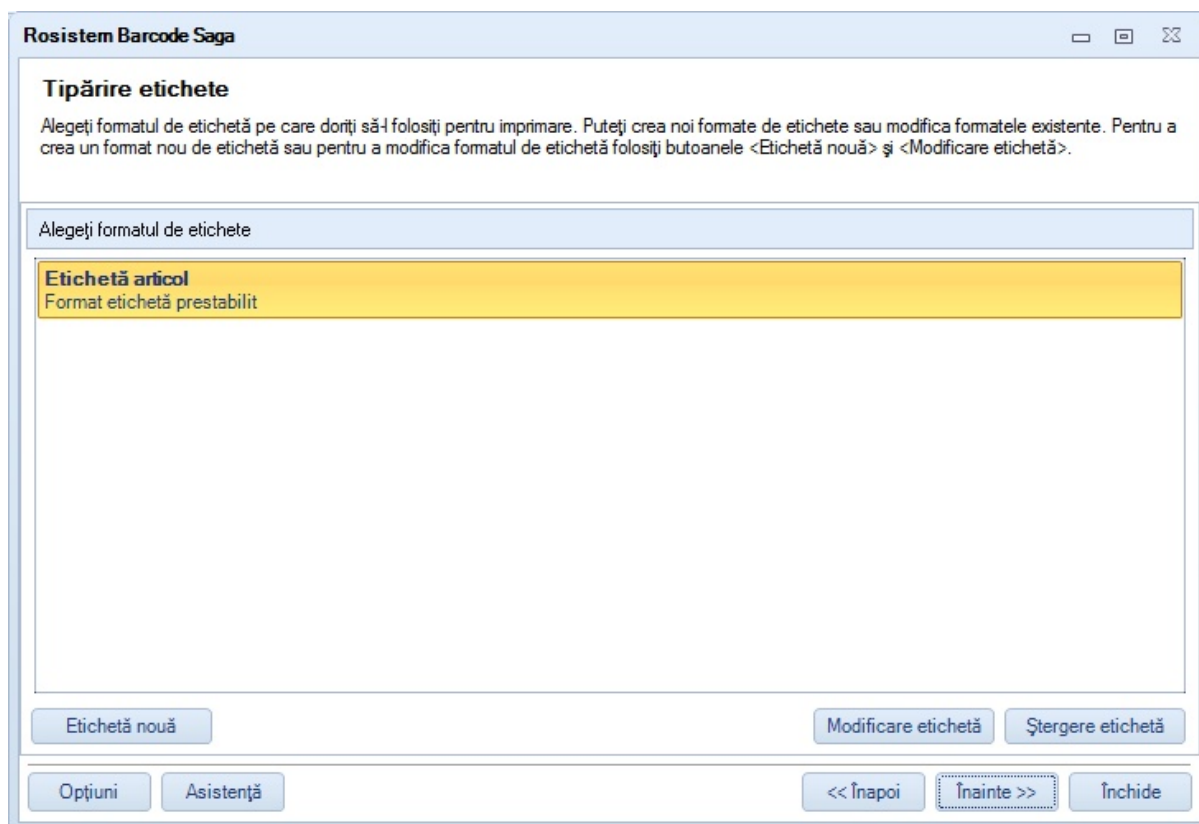 Rosistem Barcode Saga
Tipărire etichete
Alegeţi formatul de etichetă pe care doriţi să-l folosiţi pentru imprimare. Puteţi crea noi formate de etichete sau modifica formatele existente. Pentru a
crea un format nou de etichetă sau pentru a modifica formatul de etichetă folosiţi butoanele <Etichetă nouă> şi <Modificare etichetă>.
Alegeţi formatul de etichete
Etichetă articol
Format etichetă prestabilit
Etichetă nouă
Modificare etichetă
Ştergere etichetă
Opţiuni
Asistenţă
<< Înapoi
Înainte >>
Închide